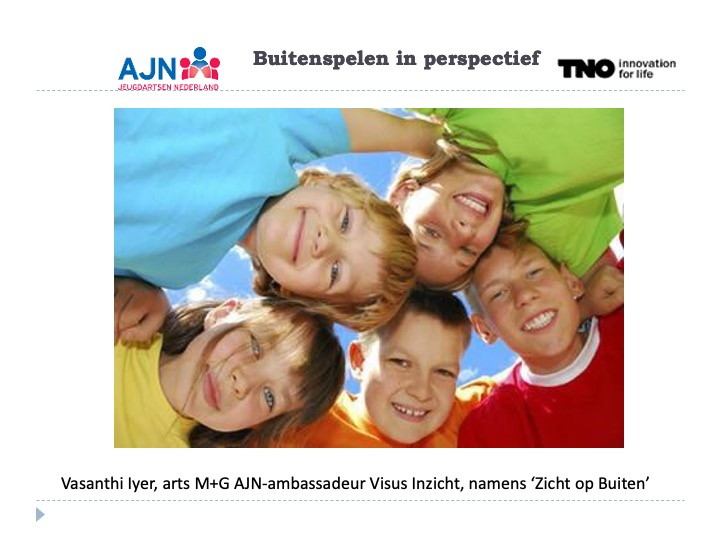 Buitenspelen in perspectief
AJN
JEUGDARTSEN NEDERLAND
TNO innovation
for life
Vasanthi Iyer, arts M+G AJN-ambassadeur Visus Inzicht, namens ‘Zicht op Buiten’